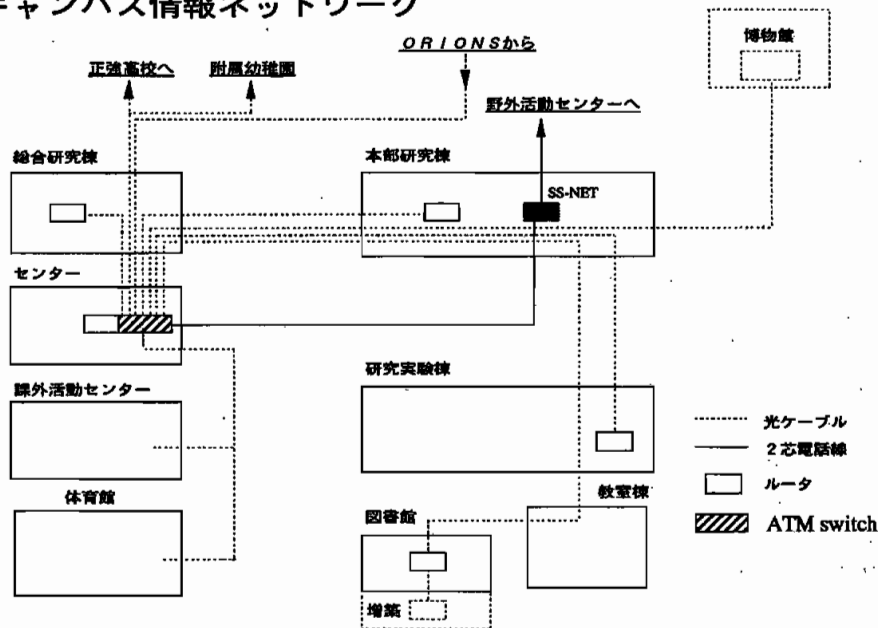 キャンパス情報ネットワーク
ORIONSから
博物館
正強高校へ
附属幼稚園
野外活動センターへ
総合研究棟
本部研究棟
SS-NET
センター
研究実験棟
課外活動センター
光ケーブル
2芯電話線
体育館
教室棟
ルータ
図書館
ATM switch
増築